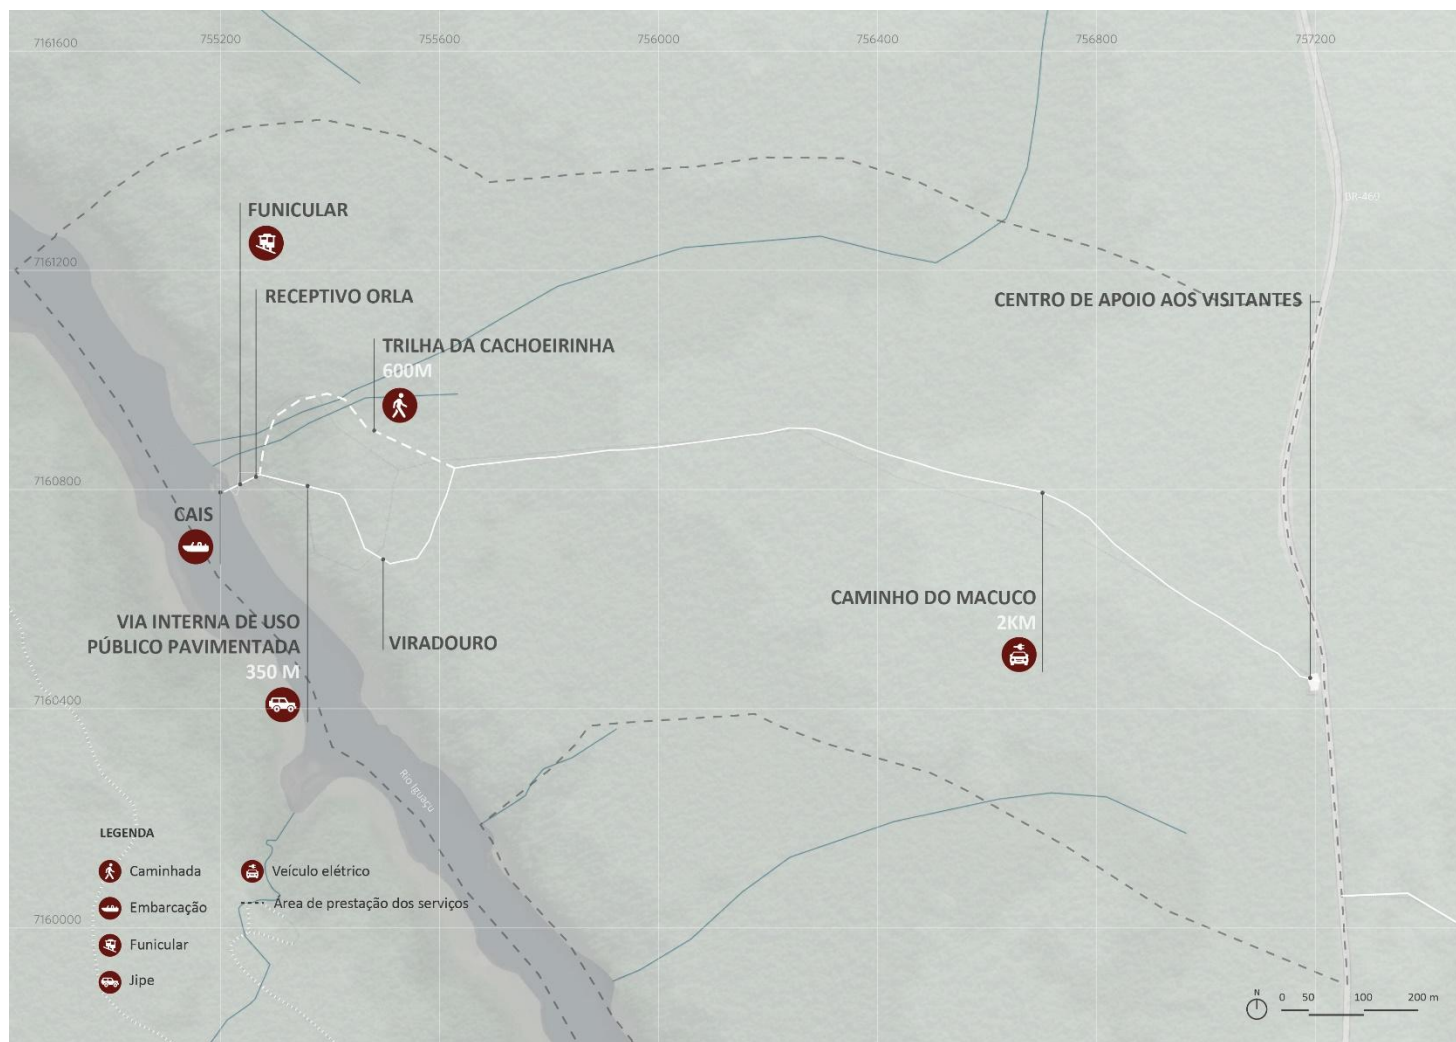 755200
755600
756000
756400
756800
757200
7161600
BR-460
FUNICULAR
7161200
RECEPTIVO ORLA
CENTRO DE APOIO AOS VISITANTES
TRILHA DA CACHOEIRINHA
600M
7160800
CAIS
CAMINHO DO MACUCO
2KM
VIA INTERNA DE USO
PÚBLICO PAVIMENTADA
350 M
VIRADOURO
7160400
Rio Iguaçu
LEGENDA
Caminhada
Veículo elétrico
Embarcação
Área de prestação dos serviços
7160000
Funicular
Jipe
N
0 50 100 200 m